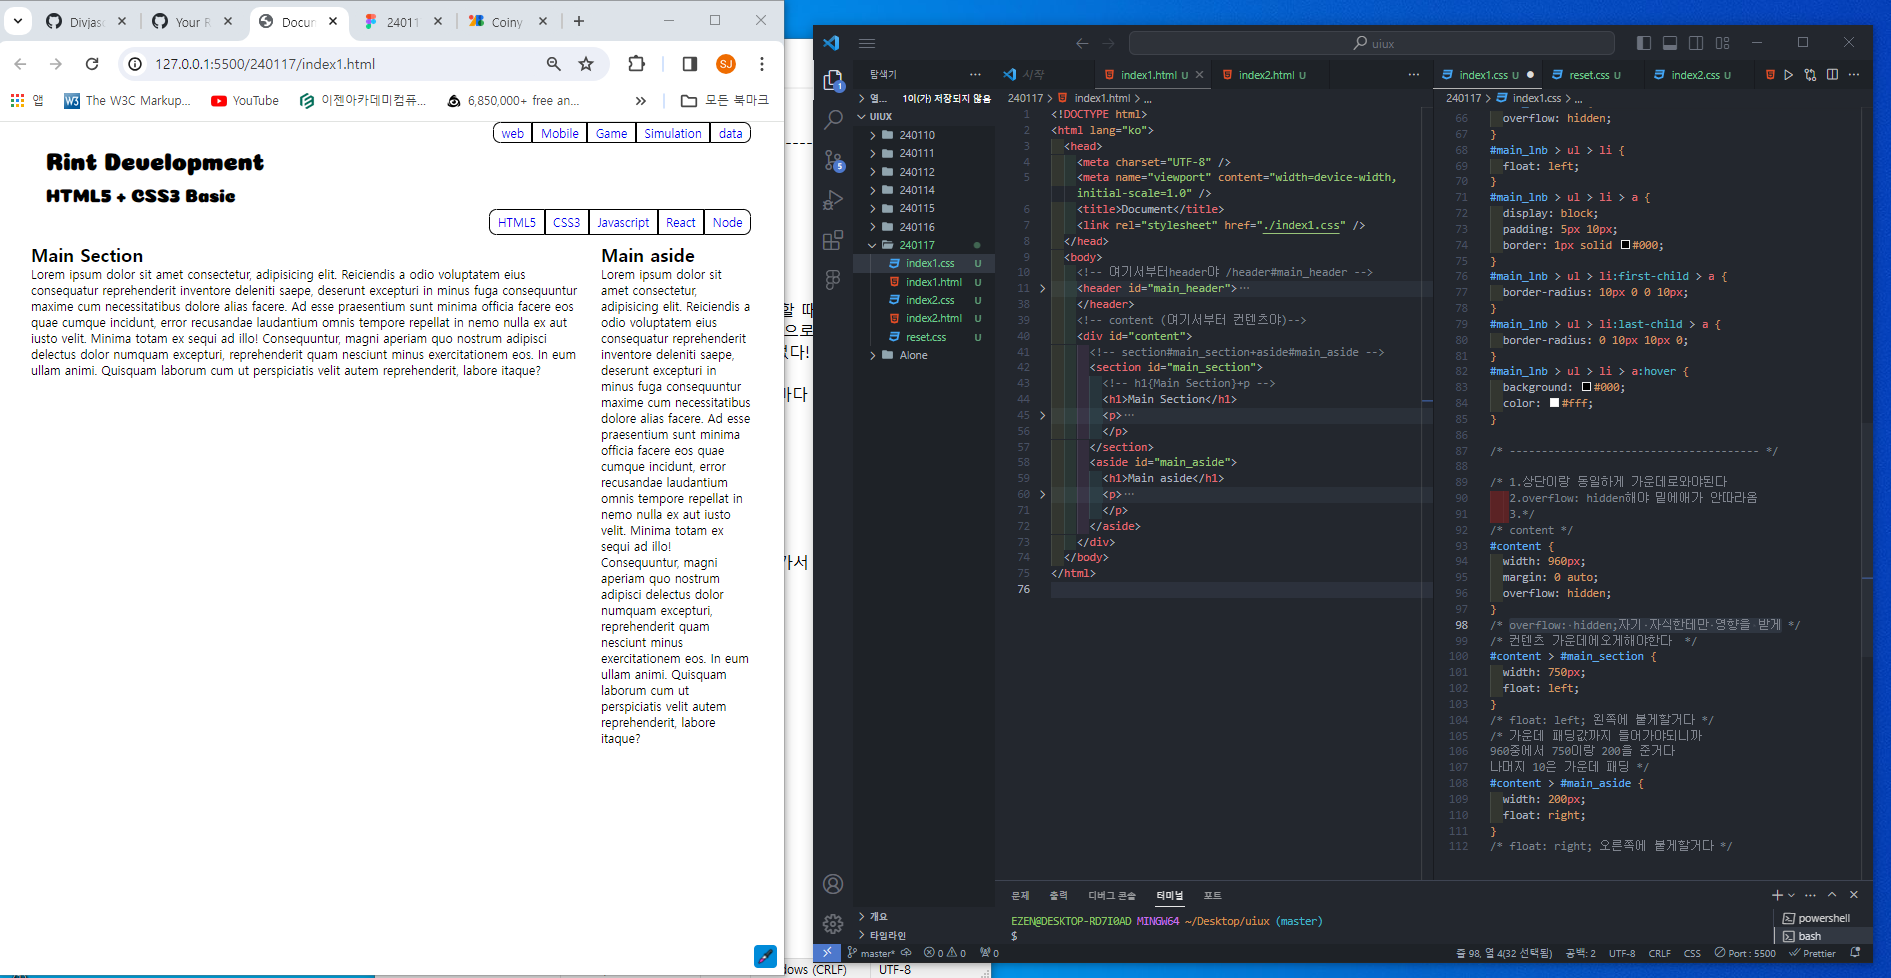 Divjaso
Your R
Docun
24011
Coiny
127.0.0.1:5500/240117/index1.html
SJ
앱
The W3C Markup...
YouTube
이젠아카데미컴퓨...
6,850,000+ free an...
모든 북마크
web
Mobile
Game
Simulation
data
Rint Development
HTML5 + CSS3 Basic
HTML5
CSS3
Javascript
React
Node
Main Section
Lorem ipsum dolor sit amet consectetur, adipisicing elit. Reiciendis a odio voluptatem eius
consequatur reprehenderit inventore deleniti saepe, deserunt excepturi in minus fuga consequuntur
maxime cum necessitatibus dolore alias facere. Ad esse praesentium sunt minima officia facere eos
quae cumque incidunt, error recusandae laudantium omnis tempore repellat in nemo nulla ex aut
iusto velit. Minima totam ex sequi ad illo! Consequuntur, magni aperiam quo nostrum adipisci
delectus dolor numquam excepturi, reprehenderit quam nesciunt minus exercitationem eos. In eum
ullam animi. Quisquam laborum cum ut perspiciatis velit autem reprehenderit, labore itaque?
Main aside
Lorem ipsum dolor sit
amet consectetur,
adipisicing elit. Reiciendis a
odio voluptatem eius
consequatur reprehenderit
inventore deleniti saepe,
deserunt excepturi in
minus fuga consequuntur
maxime cum necessitatibus
dolore alias facere. Ad esse
praesentium sunt minima
officia facere eos quae
cumque incidunt, error
recusandae laudantium
omnis tempore repellat in
nemo nulla ex aut iusto
velit. Minima totam ex
sequi ad illo!
Consequuntur, magni
aperiam quo nostrum
adipisci delectus dolor
numquam excepturi,
reprehenderit quam
nesciunt minus
exercitationem eos. In eum
ullam animi. Quisquam
laborum cum ut
perspiciatis velit autem
reprehenderit, labore
itaque?
할 때
으로
바다
가서
dows (CRLF)
UTF-8
uiux
탐색기
열... 1이(가) 저장되지 않음
UIUX
240110
240111
240112
240114
240115
240116
240117
index1.css U
index1.html U
index2.css U
index2.html U
reset.css U
Alone
개요
타임라인
시작
index1.html U
index2.html U
240117 > index1.html > ...
1 <!DOCTYPE html>
2 <html lang="ko">
3 <head>
4 <meta charset="UTF-8" />
5 <meta name="viewport" content="width=device-width,
initial-scale=1.0" />
6 <title>Document</title>
7 <link rel="stylesheet" href="./index1.css" />
8 </head>
9 <body>
10 <!-- 여기서부터header야 /header#main_header -->
11 <header id="main_header">...
38 </header>
39 <!-- content (여기서부터 컨텐츠야)-->
40 <div id="content">
41 <!-- section#main_section+aside#main_aside -->
42 <section id="main_section">
43 <!-- h1{Main Section}+p -->
44 <h1>Main Section</h1>
45 <p>...
56 </p>
57 </section>
58 <aside id="main_aside">
59 <h1>Main aside</h1>
60 <p>...
71 </p>
72 </aside>
73 </div>
74 </body>
75 </html>
76
index1.css U
reset.css U
index2.css U
240117 > index1.css > ...
66 overflow: hidden;
67 }
68 #main_lnb > ul > li {
69 float: left;
70 }
71 #main_lnb > ul > li > a {
72 display: block;
73 padding: 5px 10px;
74 border: 1px solid #000;
75 }
76 #main_lnb > ul > li:first-child > a {
77 border-radius: 10px 0 0 10px;
78 }
79 #main_lnb > ul > li:last-child > a {
80 border-radius: 0 10px 10px 0;
81 }
82 #main_lnb > ul > li > a:hover {
83 background: #000;
84 color: #fff;
85 }
86
87 /* --------------------------------------- */
88
89 /* 1.상단이랑 동일하게 가운데로와야된다
90 2.overflow: hidden해야 밑에애가 안따라옴
91 3.*/
92 /* content */
93 #content {
94 width: 960px;
95 margin: 0 auto;
96 overflow: hidden;
97 }
98 /* overflow: hidden;자기 자식한테만 영향을 받게 */
99 /* 컨텐츠 가운데에오게해야한다 */
100 #content > #main_section {
101 width: 750px;
102 float: left;
103 }
104 /* float: left; 왼쪽에 붙게할거다 */
105 /* 가운데 패딩값까지 들어가야되니까
106 960중에서 750이랑 200을 준거다
107 나머지 10은 가운데 패딩 */
108 #content > #main_aside {
109 width: 200px;
110 float: right;
111 }
112 /* float: right; 오른쪽에 붙게할거다 */
문제
출력
디버그 콘솔
터미널
포트
EZEN@DESKTOP-RD7I0AD MINGW64 ~/Desktop/uiux (master)
$
powershell
bash
master*
0 0
0
줄 98, 열 4(32 선택됨)
공백: 2
UTF-8
CRLF
CSS
Port : 5500
Prettier